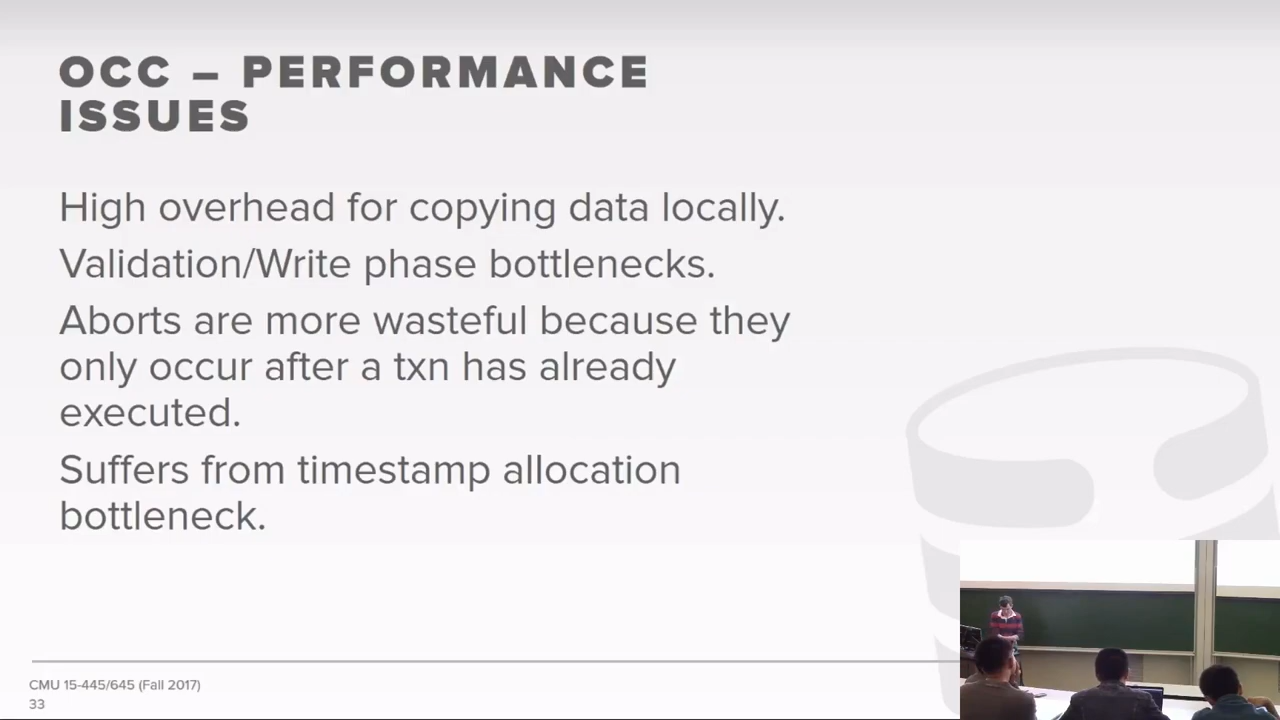 OCC – PERFORMANCE
ISSUES
High overhead for copying data locally.
Validation/Write phase bottlenecks.
Aborts are more wasteful because they
only occur after a txn has already
executed.
Suffers from timestamp allocation
bottleneck.
CMU 15-445/645 (Fall 2017)
33